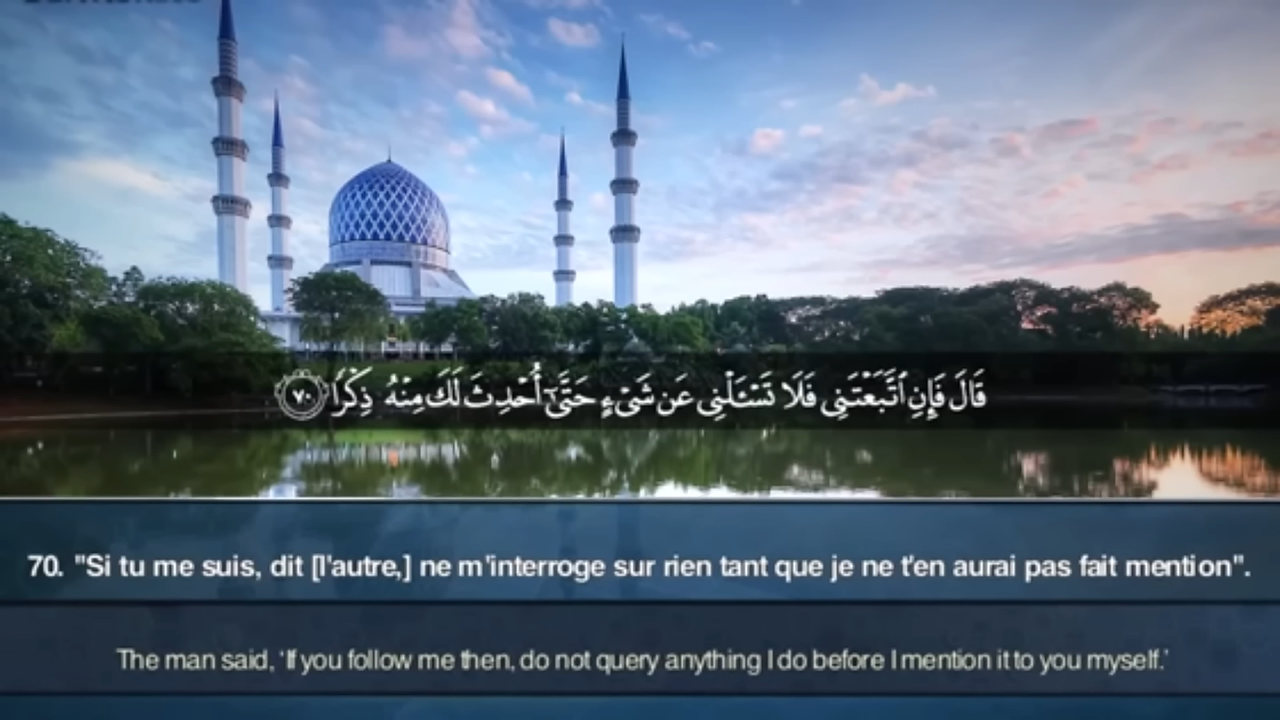 قَالَ فَإِنِ ٱتَّبَعْتَنِى فَلَا تَسْـَٔلْنِى عَن شَىْءٍ حَتَّىٰٓ أُحْدِثَ لَكَ مِنْهُ ذِكْرًا ٧٠
70. "Si tu me suis, dit [l'autre,] ne m'interroge sur rien tant que je ne t'en aurai pas fait mention".
The man said, 'If you follow me then, do not query anything I do before I mention it to you myself.'